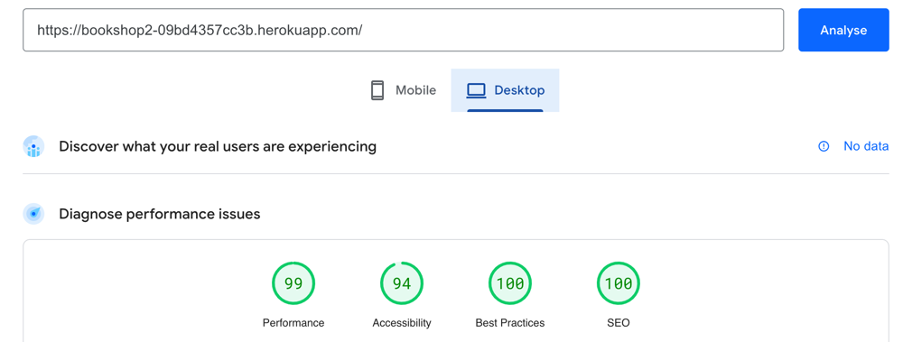 https://bookshop2-09bd4357cc3b.herokuapp.com/
Analyse
Mobile
Desktop
Discover what your real users are experiencing
No data
Diagnose performance issues
99
94
100
100
Performance
Accessibility
Best Practices
SEO